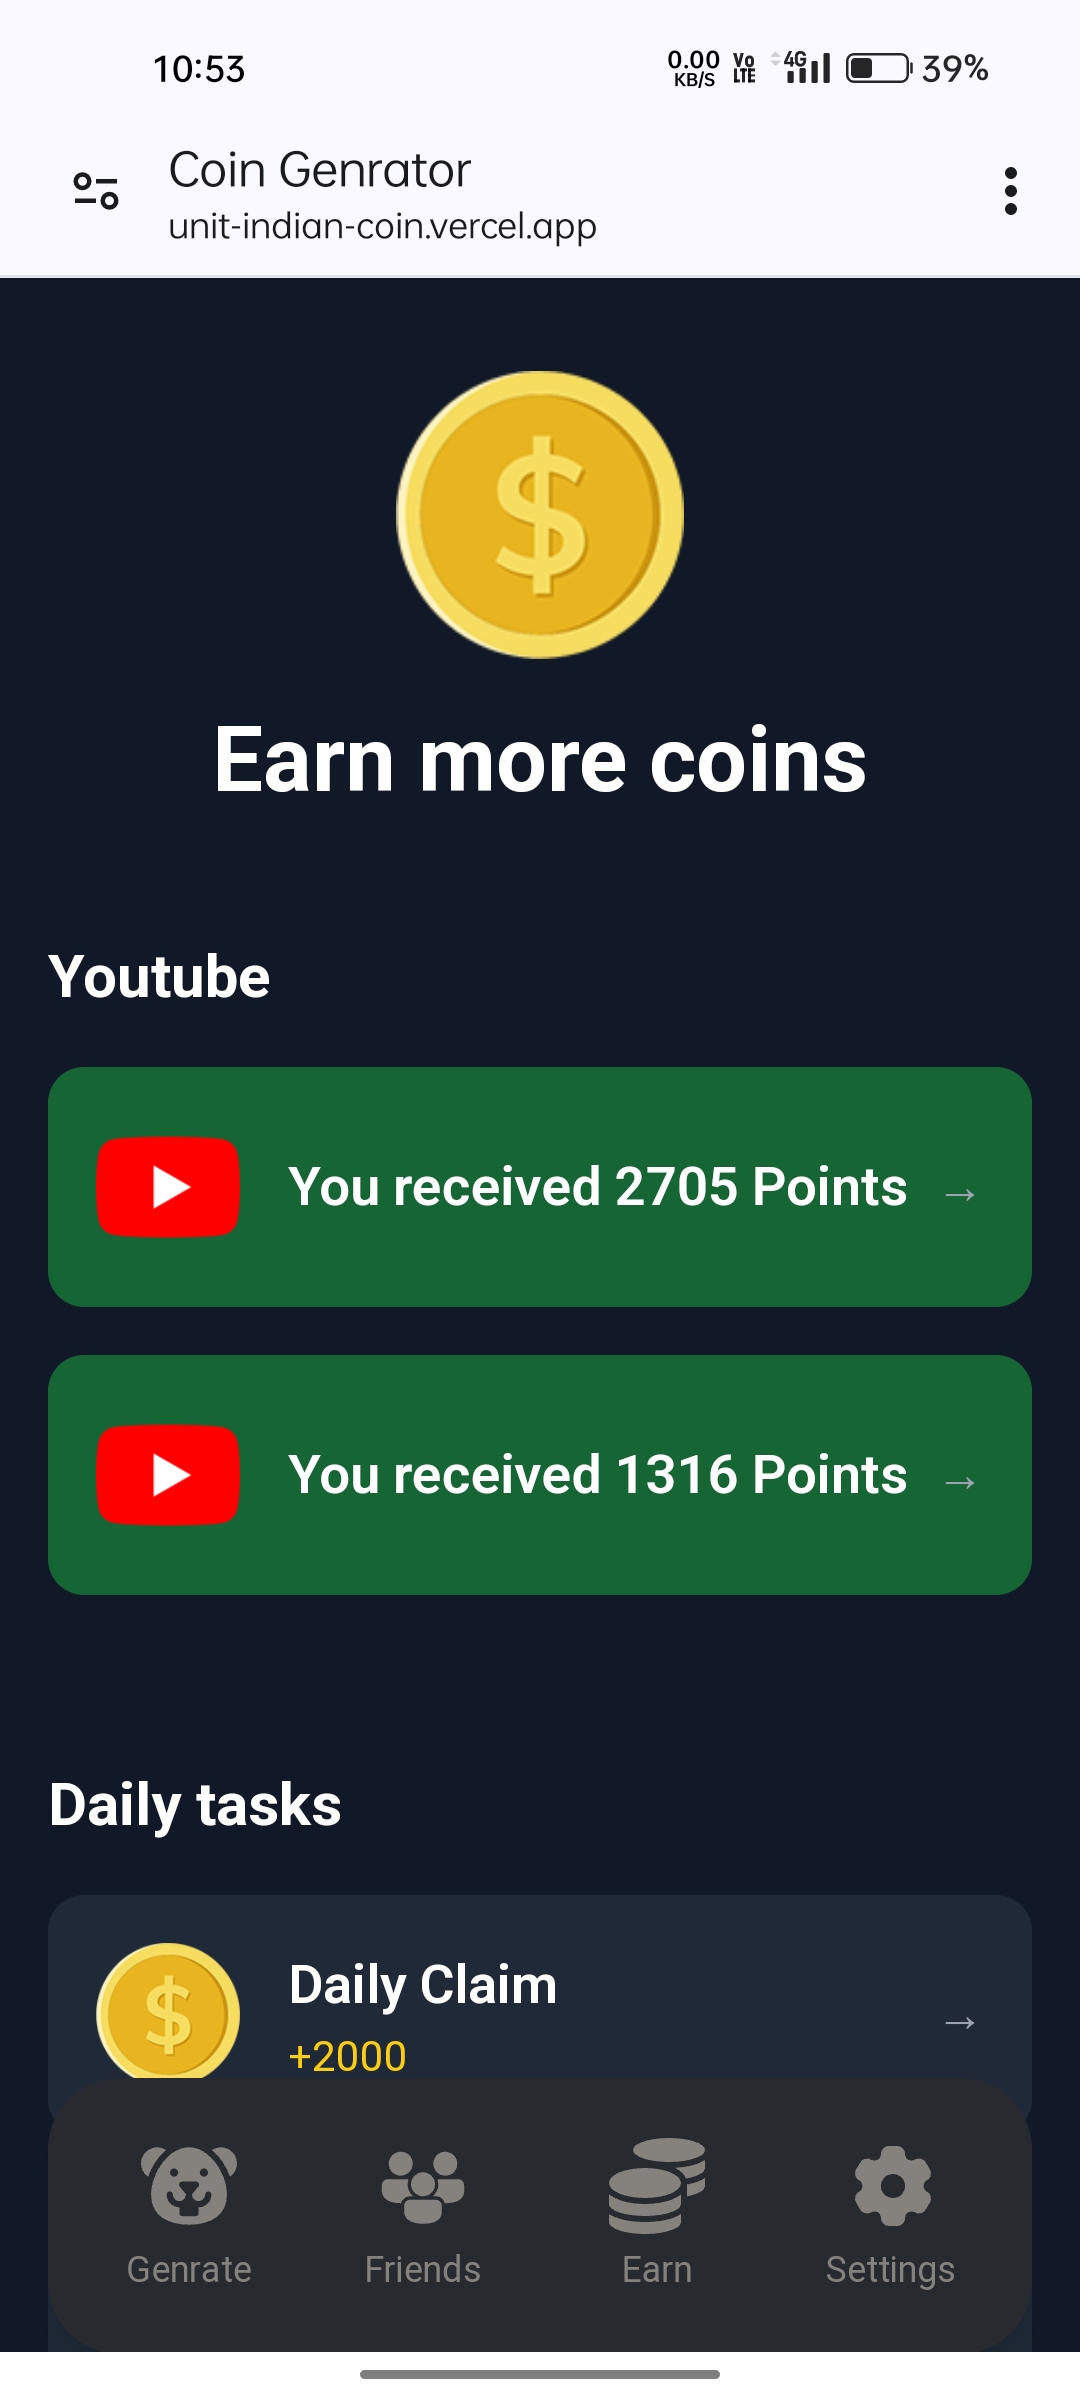 10:53
0.00 KB/S Vo LTE 4G 39%
Coin Genrator
unit-indian-coin.vercel.app
$
Earn more coins
Youtube
You received 2705 Points →
You received 1316 Points →
Daily tasks
$
Daily Claim →
+2000
Genrate Friends Earn Settings